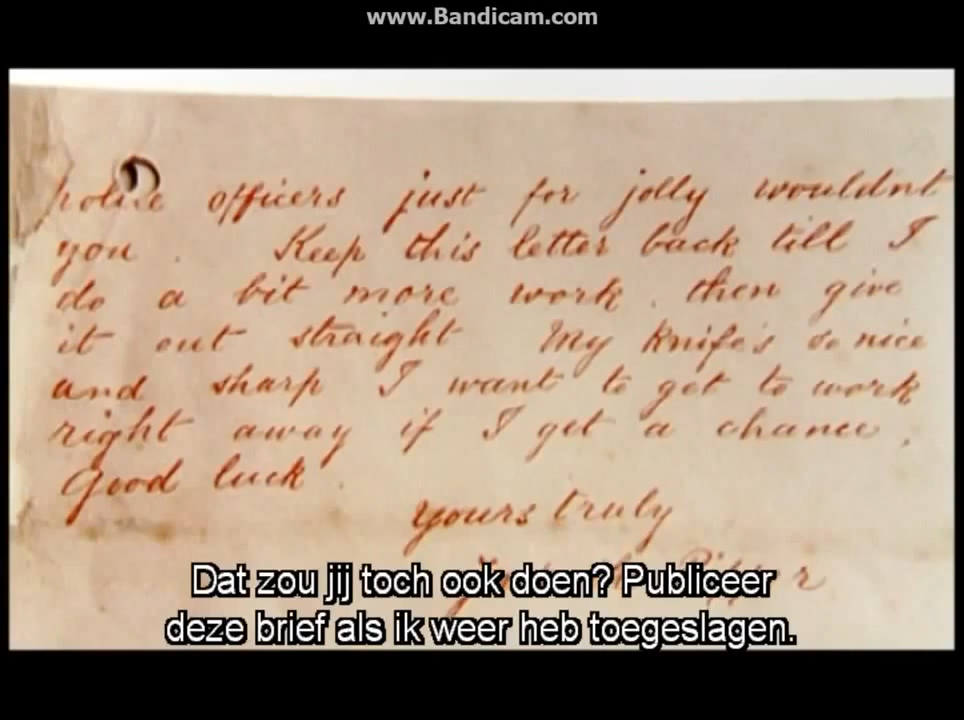 www.Bandicam.com
police officers just for jolly wouldnt
you. Keep this letter back till I
do a bit more work. then give
it out straight My knife's so nice
and sharp I want to get to work
right away if I get a chance.
Good luck.
yours truly
Dat zou jij toch ook doen? Publiceer
deze brief als ik weer heb toegeslagen.